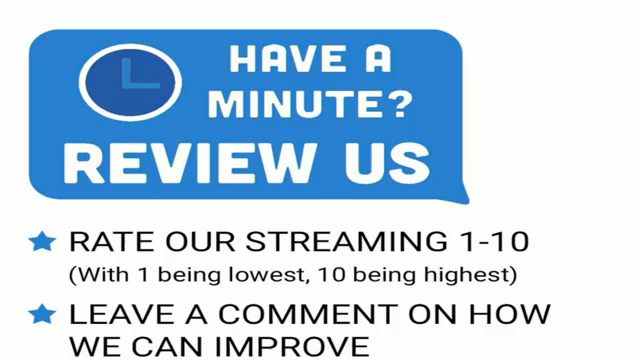 HAVE A
MINUTE?
REVIEW US
RATE OUR STREAMING 1-10
(With 1 being lowest, 10 being highest)
LEAVE A COMMENT ON HOW
WE CAN IMPROVE